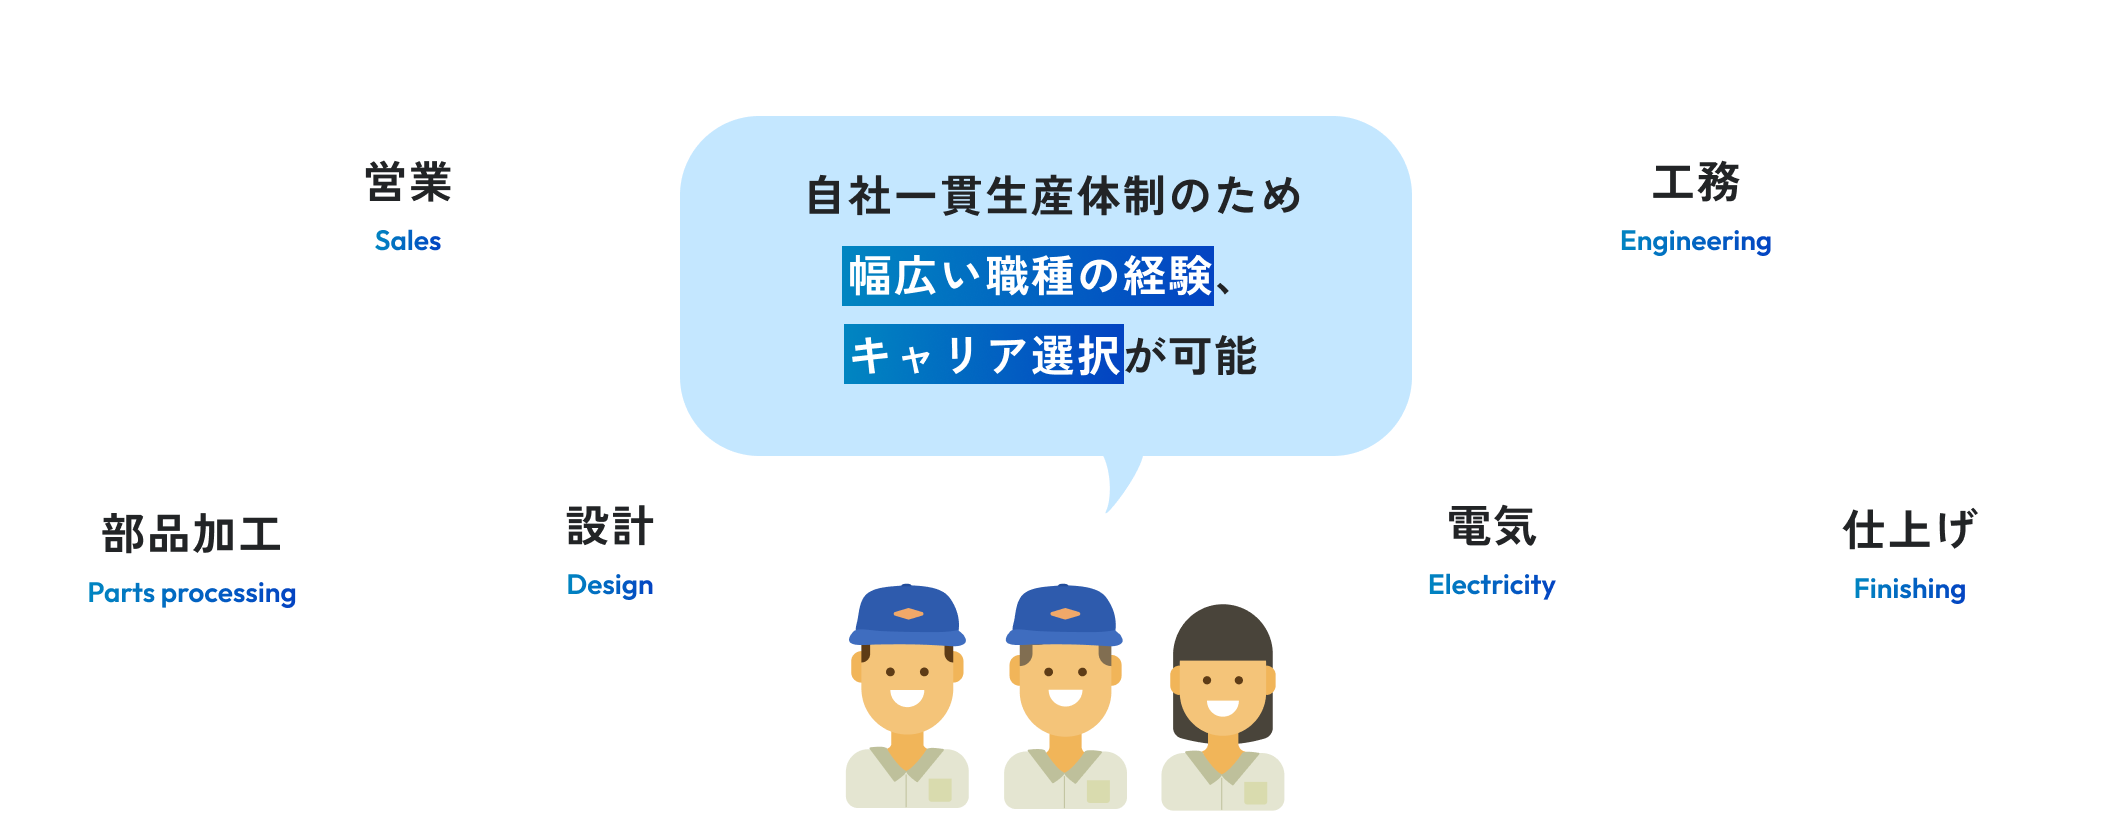 営業
Sales
自社一貫生産体制のため
幅広い職種の経験、
キャリア選択が可能
工務
Engineering
部品加工
Parts processing
設計
Design
電気
Electricity
仕上げ
Finishing